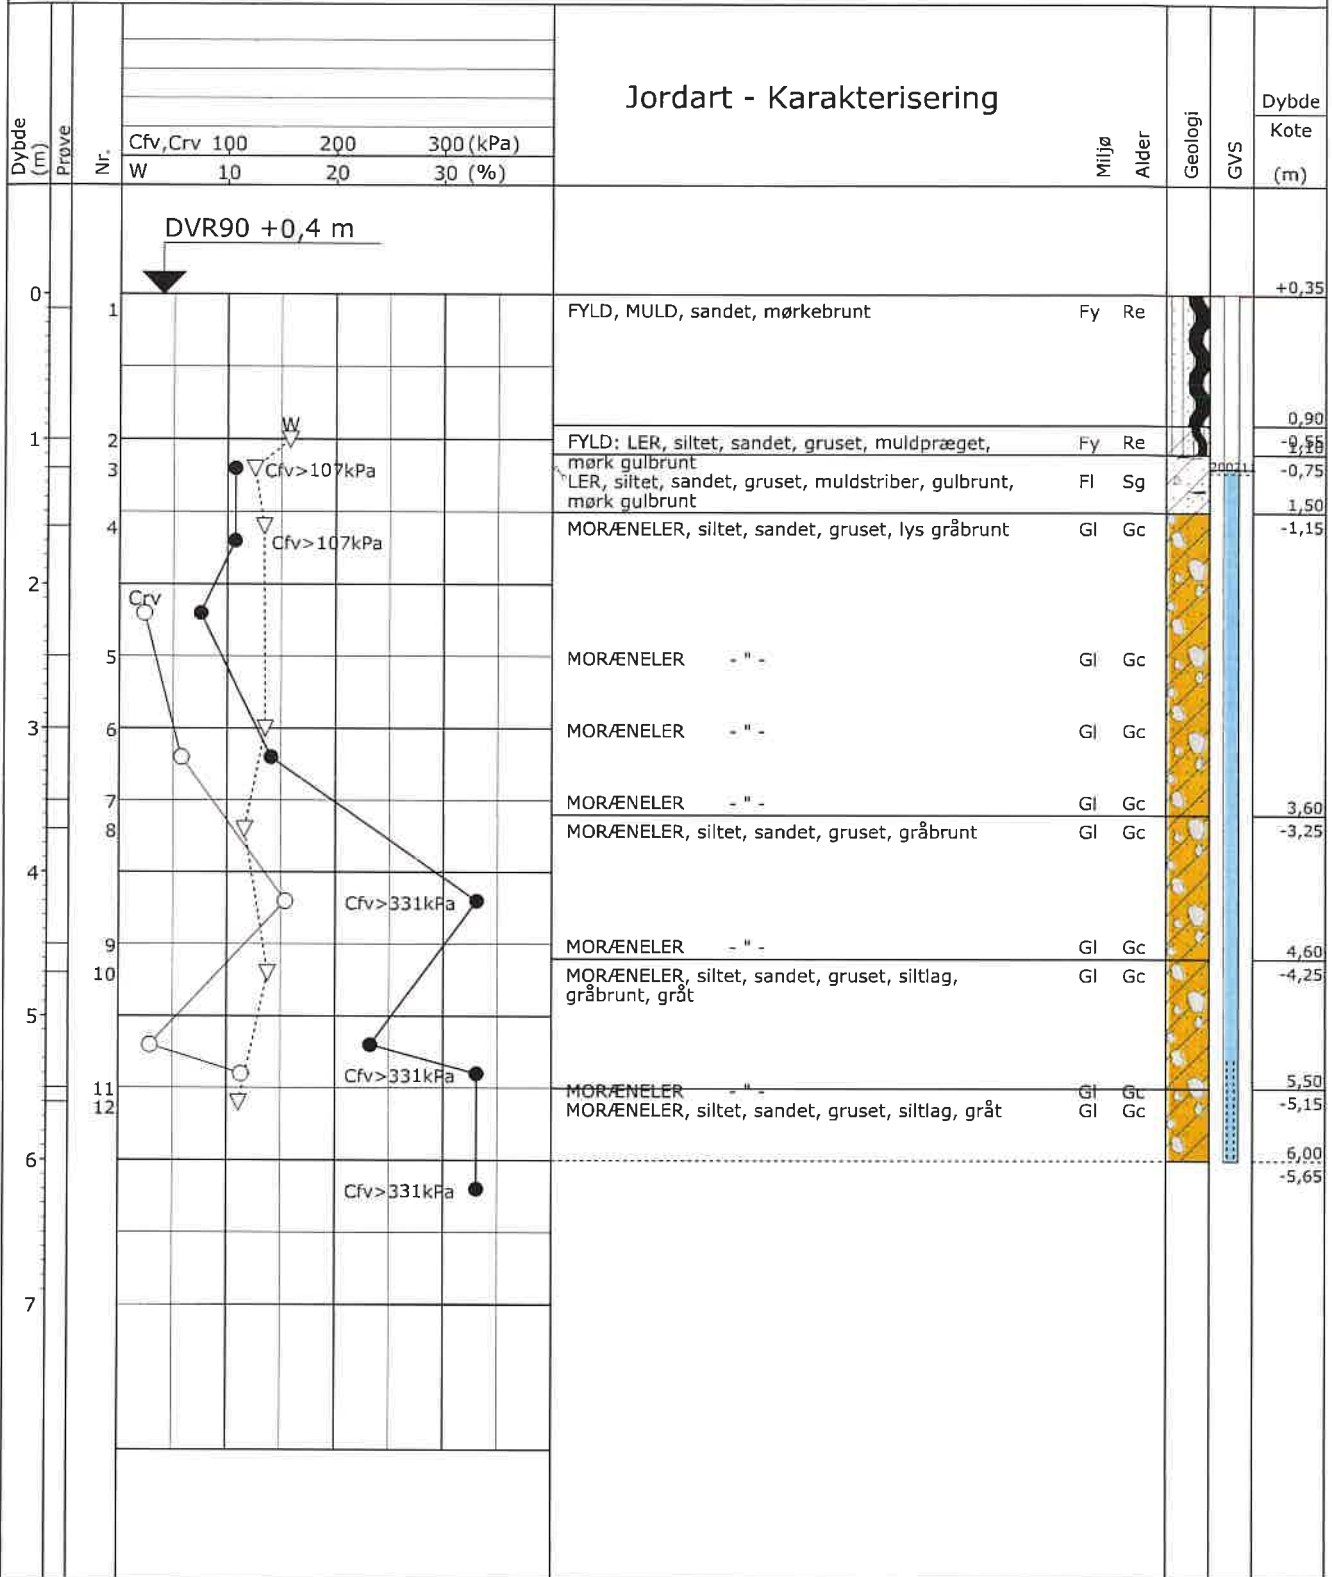 Jordart - Karakterisering
Dybde (m)
Prøve
Nr.
Cfv,Crv 100 200 300 (kPa)
W 10 20 30 (%)
Miljø
Alder
Geologi
GVS
Dybde
Kote
(m)
DVR90 +0,4 m
0
+0,35
1 FYLD, MULD, sandet, mørkebrunt Fy Re
0,90
W
1
2 FYLD: LER, siltet, sandet, gruset, muldpræget, Fy Re
mørk gulbrunt
-0,55
1,10
3 Cfv>107kPa
-0,75
LER, siltet, sandet, gruset, muldstriber, gulbrunt, Fl Sg
mørk gulbrunt
1,50
4 MORÆNELER, siltet, sandet, gruset, lys gråbrunt Gl Gc
-1,15
Cfv>107kPa
2
Crv
5 MORÆNELER - " - Gl Gc
3
6 MORÆNELER - " - Gl Gc
7 MORÆNELER - " - Gl Gc
3,60
8 MORÆNELER, siltet, sandet, gruset, gråbrunt Gl Gc
-3,25
4
Cfv>331kPa
9 MORÆNELER - " - Gl Gc
4,60
10 MORÆNELER, siltet, sandet, gruset, siltlag, Gl Gc
gråbrunt, gråt
-4,25
5
Cfv>331kPa
5,50
11 MORÆNELER - " - Gl Gc
12 MORÆNELER, siltet, sandet, gruset, siltlag, gråt Gl Gc
-5,15
6
6,00
-5,65
Cfv>331kPa
7